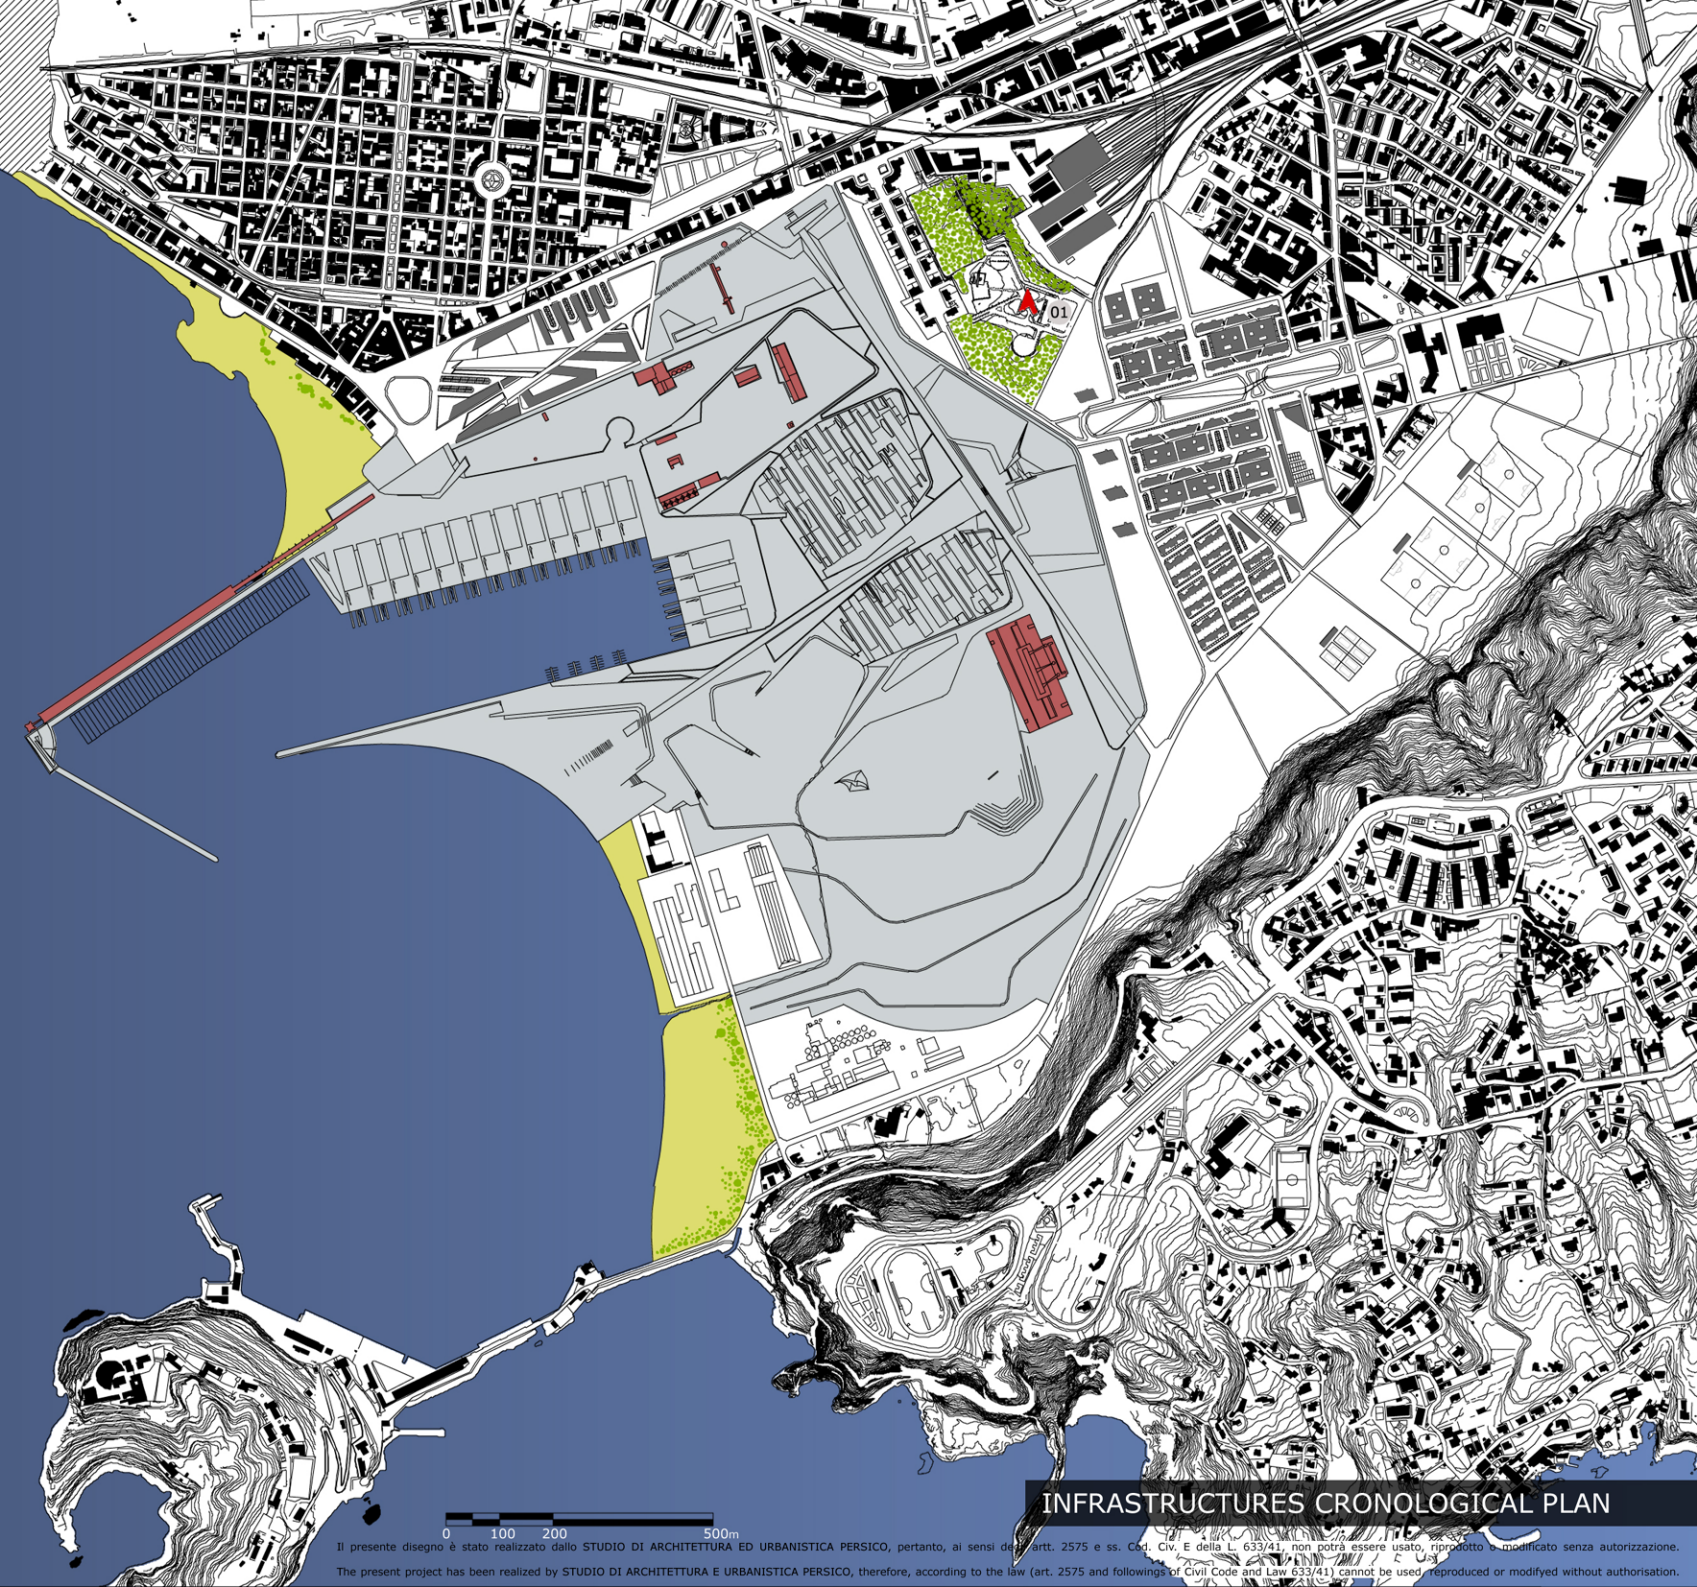 01
INFRASTRUCTURES CRONOLOGICAL PLAN
0 100 200 500m
Il presente disegno è stato realizzato dallo STUDIO DI ARCHITETTURA ED URBANISTICA PERSICO, pertanto, ai sensi degli artt. 2575 e ss. Cod. Civ. E della L. 633/41, non potrà essere usato, riprodotto o modificato senza autorizzazione.
The present project has been realized by STUDIO DI ARCHITETTURA E URBANISTICA PERSICO, therefore, according to the law (art. 2575 and followings of Civil Code and Law 633/41) cannot be used, reproduced or modifyed without authorisation.